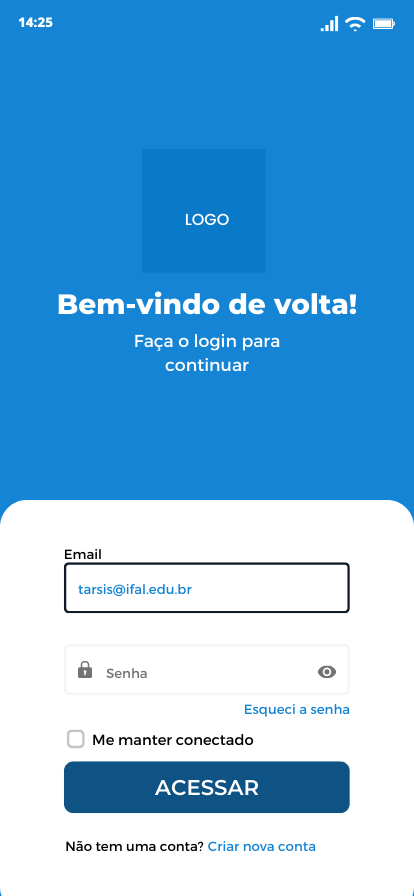 14:25
LOGO
Bem-vindo de volta!
Faça o login para
continuar
Email
tarsis@ifal.edu.br
Senha
Esqueci a senha
Me manter conectado
ACESSAR
Não tem uma conta? Criar nova conta